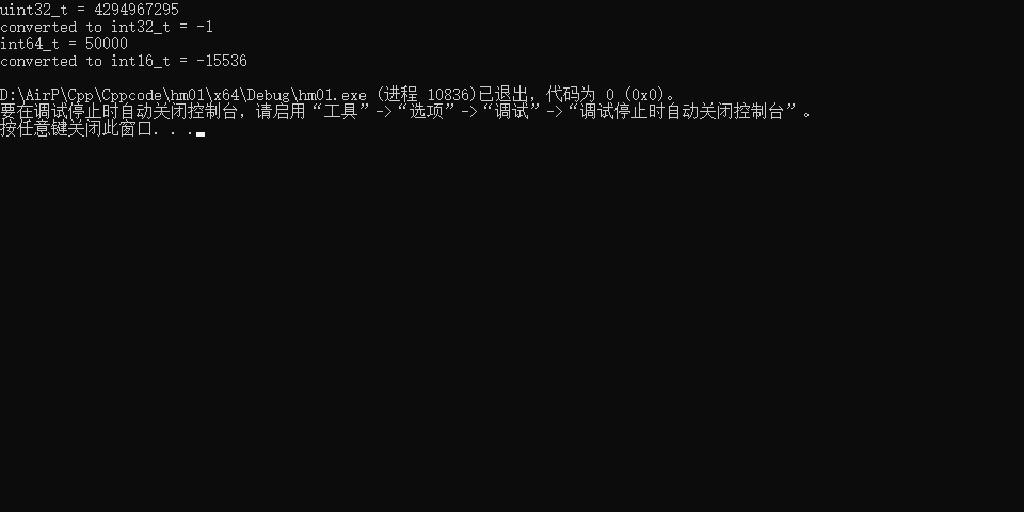 uint32_t = 4294967295
converted to int32_t = -1
int64_t = 50000
converted to int16_t = -15536
D:\AirP\Cpp\Cppcode\hm01\x64\Debug\hm01.exe (进程 10836)已退出，代码为 0 (0x0)。
要在调试停止时自动关闭控制台，请启用“工具”->“选项”->“调试”->“调试停止时自动关闭控制台”。
按任意键关闭此窗口. . .